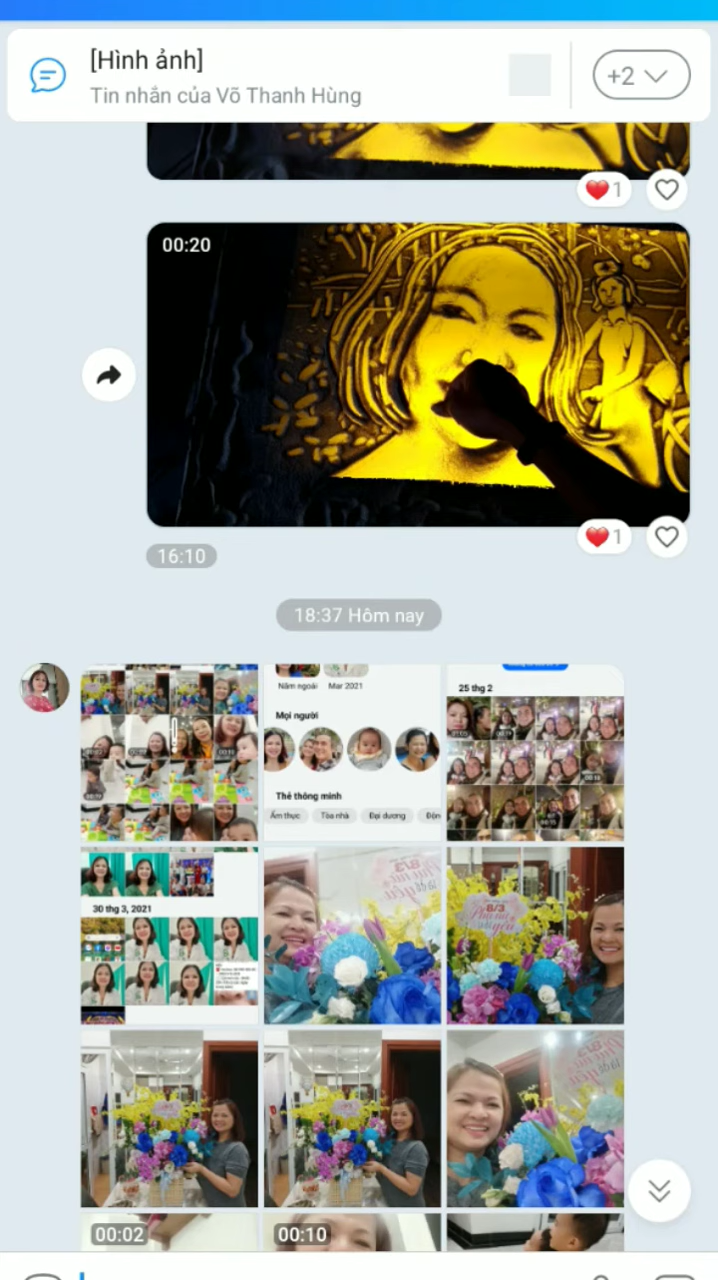 [Hình ảnh]
Tin nhắn của Võ Thanh Hùng
+2
1
00:20
1
16:10
18:37 Hôm nay
Năm ngoái
Mar 2021
Mọi người
Thẻ thông minh
Ẩm thực
Tòa nhà
Đại dương
25 thg 2
30 thg 3, 2021
8/3
8/3
00:02
00:10